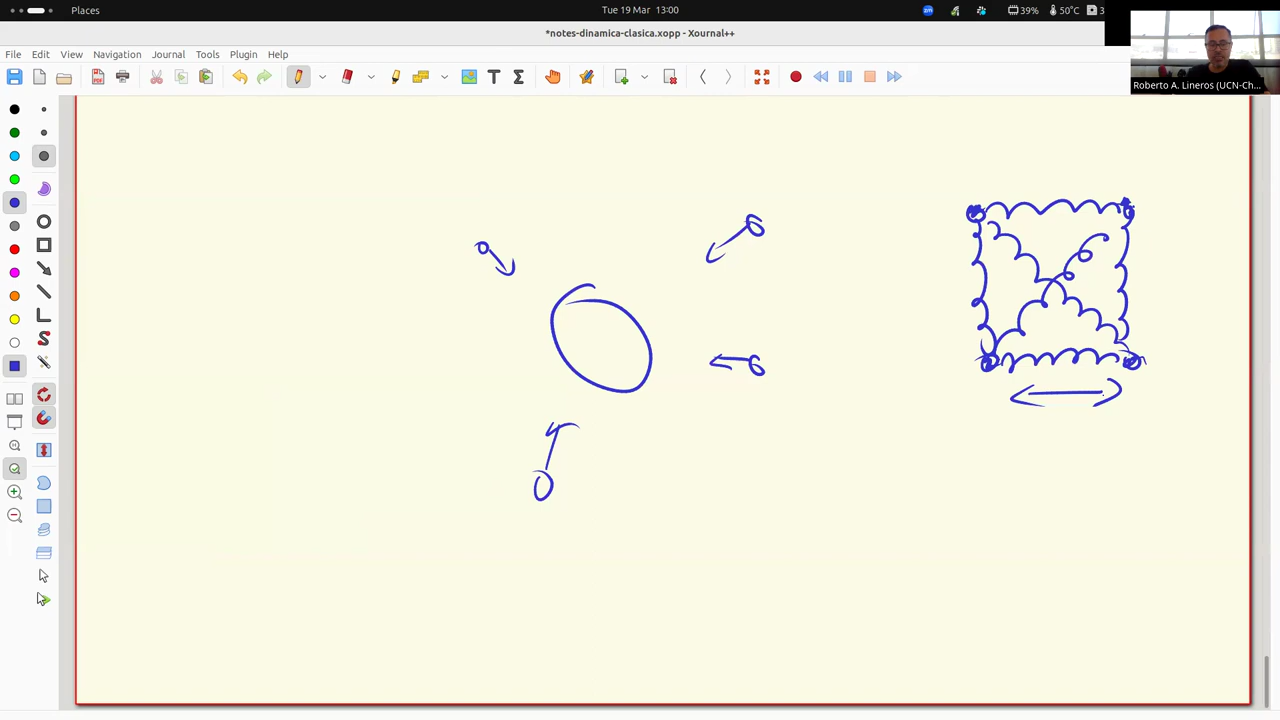 Places
Tue 19 Mar 13:00
39%
50°C
*notes-dinamica-clasica.xopp - Xournal++
File Edit View Navigation Journal Tools Plugin Help
Roberto A. Lineros (UCN-Ch...